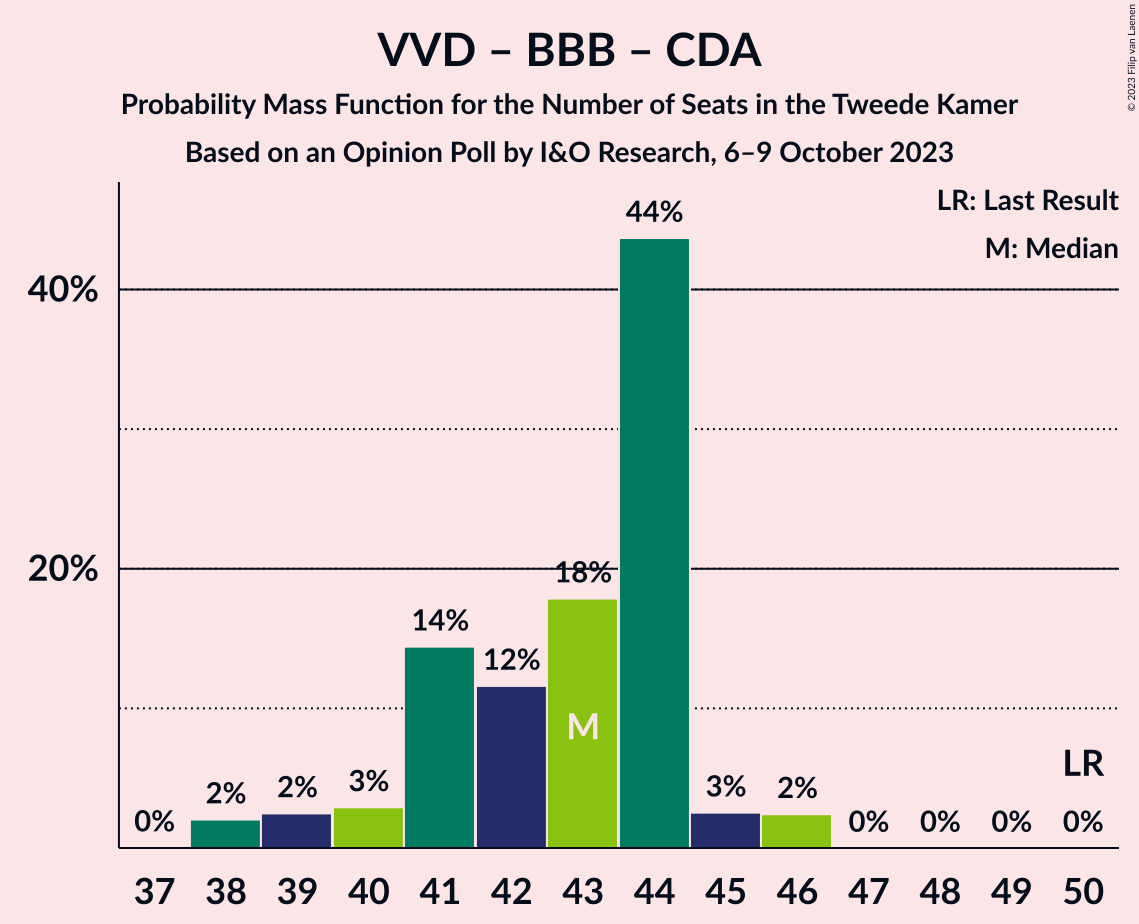 © 2023 Filip van Laenen
VVD – BBB – CDA
Probability Mass Function for the Number of Seats in the Tweede Kamer
Based on an Opinion Poll by I&O Research, 6–9 October 2023
LR: Last Result
M: Median
40%
20%
0%
2%
2%
3%
14%
12%
18%
44%
3%
2%
0%
0%
0%
0%
M
LR
37 38 39 40 41 42 43 44 45 46 47 48 49 50